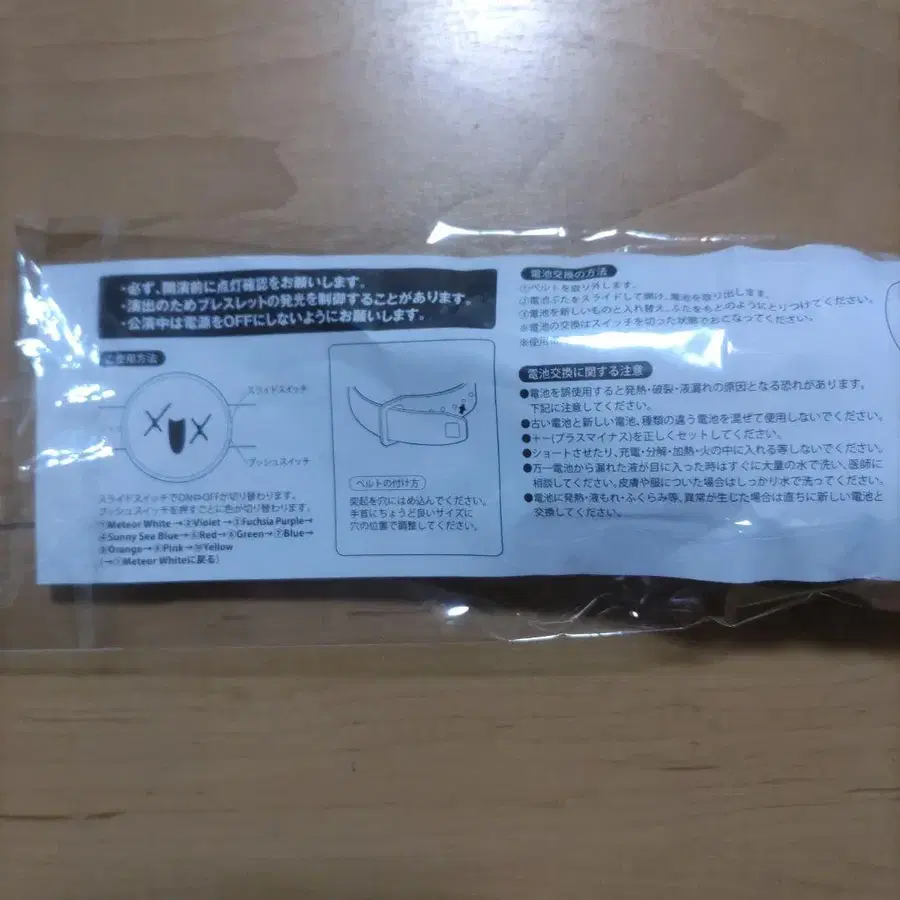 ・必ず、開演前に点灯確認をお願いします。
・演出のためブレスレットの発光を制御することがあります。
・公演中は電源をOFFにしないようにお願いします。
ご使用方法
スライドスイッチ
プッシュスイッチ
スライドスイッチでON⇔OFFが切り替わります。
プッシュスイッチを押すごとに色が切り替わります。
①Meteor White→②Violet→③Fuchsia Purple→
④Sunny Sea Blue→⑤Red→⑥Green→⑦Blue→
⑧Orange→⑨Pink→⑩Yellow
(→①Meteor Whiteに戻る)
ベルトの付け方
突起を穴にはめ込んでください。
手首にちょうど良いサイズに
穴の位置で調整してください。
電池交換の方法
①ベルトを取り外します。
②電池ぶたをスライドして開け、電池を取り出します。
③電池を新しいものと入れ替え、ふたをもとのようにとりつけてください。
※電池の交換はスイッチを切った状態でおこなってください。
※使用
電池交換に関する注意
●電池を誤使用すると発熱・破裂・液漏れの原因となる恐れがあります。
下記に注意してください。
●古い電池と新しい電池、種類の違う電池を混ぜて使用しないでください。
●+-(プラスマイナス)を正しくセットしてください。
●ショートさせたり、充電・分解・加熱・火の中に入れる等しないでください。
●万一電池から漏れた液が目に入った時はすぐに大量の水で洗い、医師に
相談してください。皮膚や服についた場合はしっかり水で洗ってください。
●電池に発熱・液もれ・ふくらみ等、異常が生じた場合は直ちに新しい電池と
交換してください。